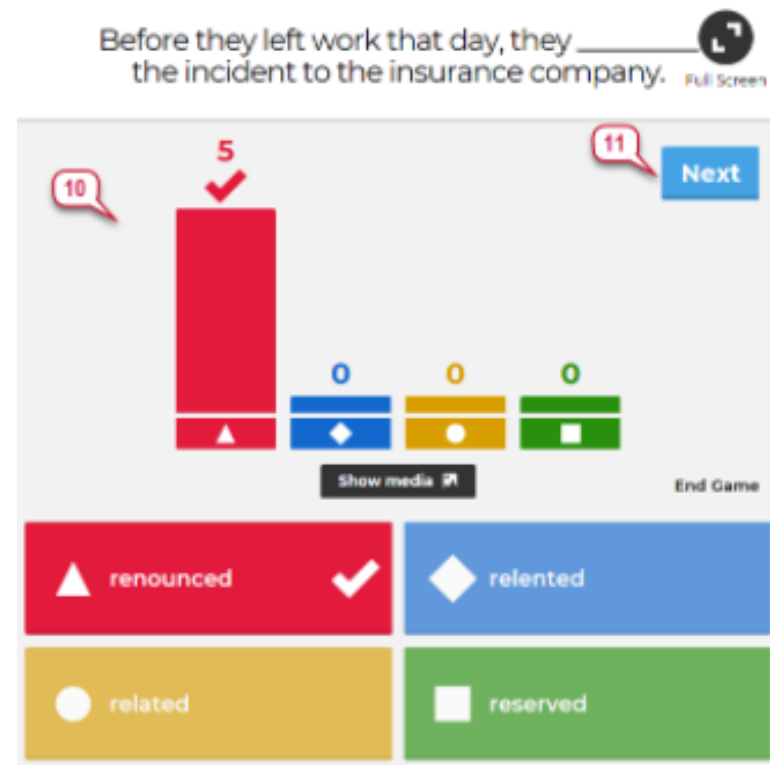 Before they left work that day, they ________
the incident to the insurance company.
Full Screen
5
11
10
Next
0 0 0
Show media
End Game
renounced
relented
related
reserved